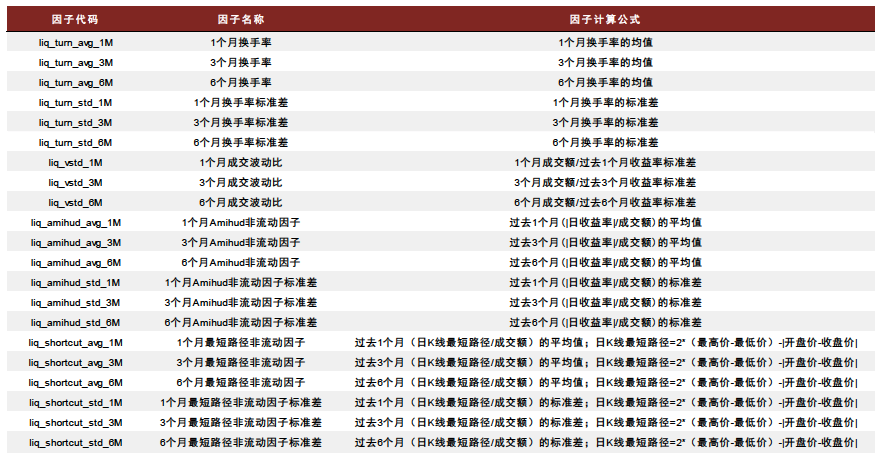 因子代码 因子名称 因子计算公式
liq_turn_avg_1M 1个月换手率 1个月换手率的均值
liq_turn_avg_3M 3个月换手率 3个月换手率的均值
liq_turn_avg_6M 6个月换手率 6个月换手率的均值
liq_turn_std_1M 1个月换手率标准差 1个月换手率的标准差
liq_turn_std_3M 3个月换手率标准差 3个月换手率的标准差
liq_turn_std_6M 6个月换手率标准差 6个月换手率的标准差
liq_vstd_1M 1个月成交波动比 1个月成交额/过去1个月收益率标准差
liq_vstd_3M 3个月成交波动比 3个月成交额/过去3个月收益率标准差
liq_vstd_6M 6个月成交波动比 6个月成交额/过去6个月收益率标准差
liq_amihud_avg_1M 1个月Amihud非流动因子 过去1个月(|日收益率|/成交额)的平均值
liq_amihud_avg_3M 3个月Amihud非流动因子 过去3个月(|日收益率|/成交额)的平均值
liq_amihud_avg_6M 6个月Amihud非流动因子 过去6个月(|日收益率|/成交额)的平均值
liq_amihud_std_1M 1个月Amihud非流动因子标准差 过去1个月(|日收益率|/成交额)的标准差
liq_amihud_std_3M 3个月Amihud非流动因子标准差 过去3个月(|日收益率|/成交额)的标准差
liq_amihud_std_6M 6个月Amihud非流动因子标准差 过去6个月(|日收益率|/成交额)的标准差
liq_shortcut_avg_1M 1个月最短路径非流动因子 过去1个月（日K线最短路径/成交额）的平均值；日K线最短路径=2*（最高价-最低价）-|开盘价-收盘价|
liq_shortcut_avg_3M 3个月最短路径非流动因子 过去3个月（日K线最短路径/成交额）的平均值；日K线最短路径=2*（最高价-最低价）-|开盘价-收盘价|
liq_shortcut_avg_6M 6个月最短路径非流动因子 过去6个月（日K线最短路径/成交额）的平均值；日K线最短路径=2*（最高价-最低价）-|开盘价-收盘价|
liq_shortcut_std_1M 1个月最短路径非流动因子标准差 过去1个月（日K线最短路径/成交额）的标准差；日K线最短路径=2*（最高价-最低价）-|开盘价-收盘价|
liq_shortcut_std_3M 3个月最短路径非流动因子标准差 过去3个月（日K线最短路径/成交额）的标准差；日K线最短路径=2*（最高价-最低价）-|开盘价-收盘价|
liq_shortcut_std_6M 6个月最短路径非流动因子标准差 过去6个月（日K线最短路径/成交额）的标准差；日K线最短路径=2*（最高价-最低价）-|开盘价-收盘价|